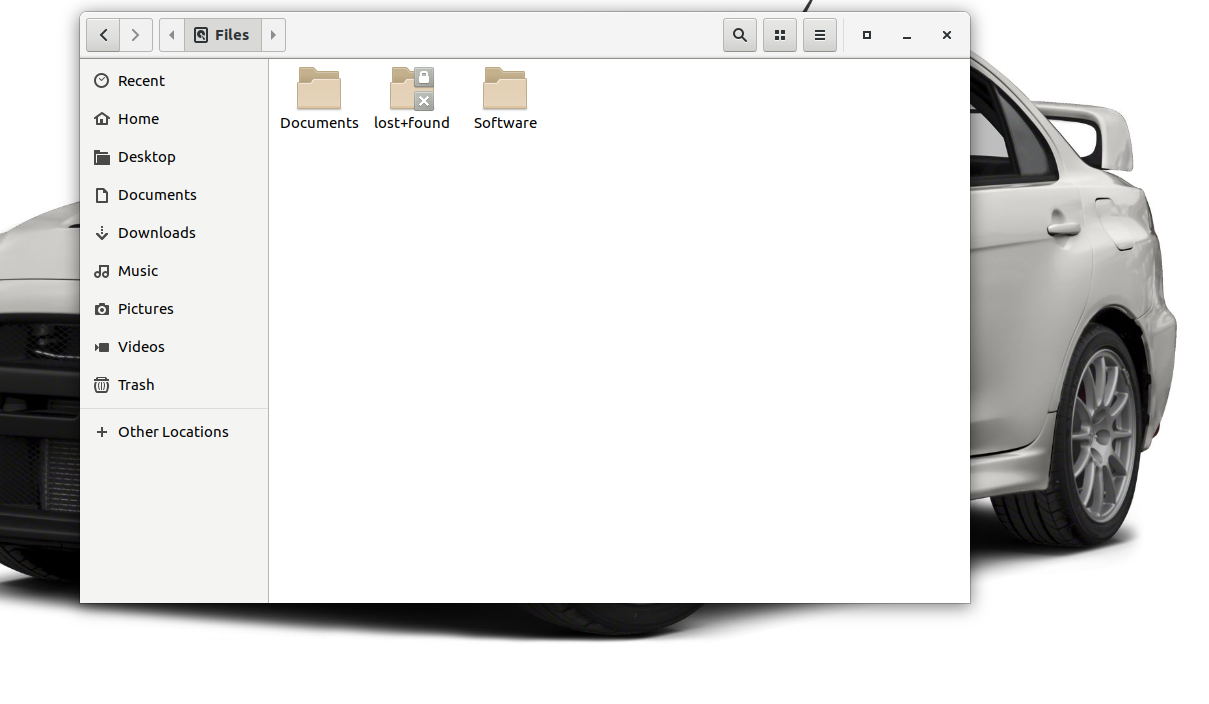 Files
Recent
Home
Desktop
Documents
Downloads
Music
Pictures
Videos
Trash
Other Locations
Documents
lost+found
Software